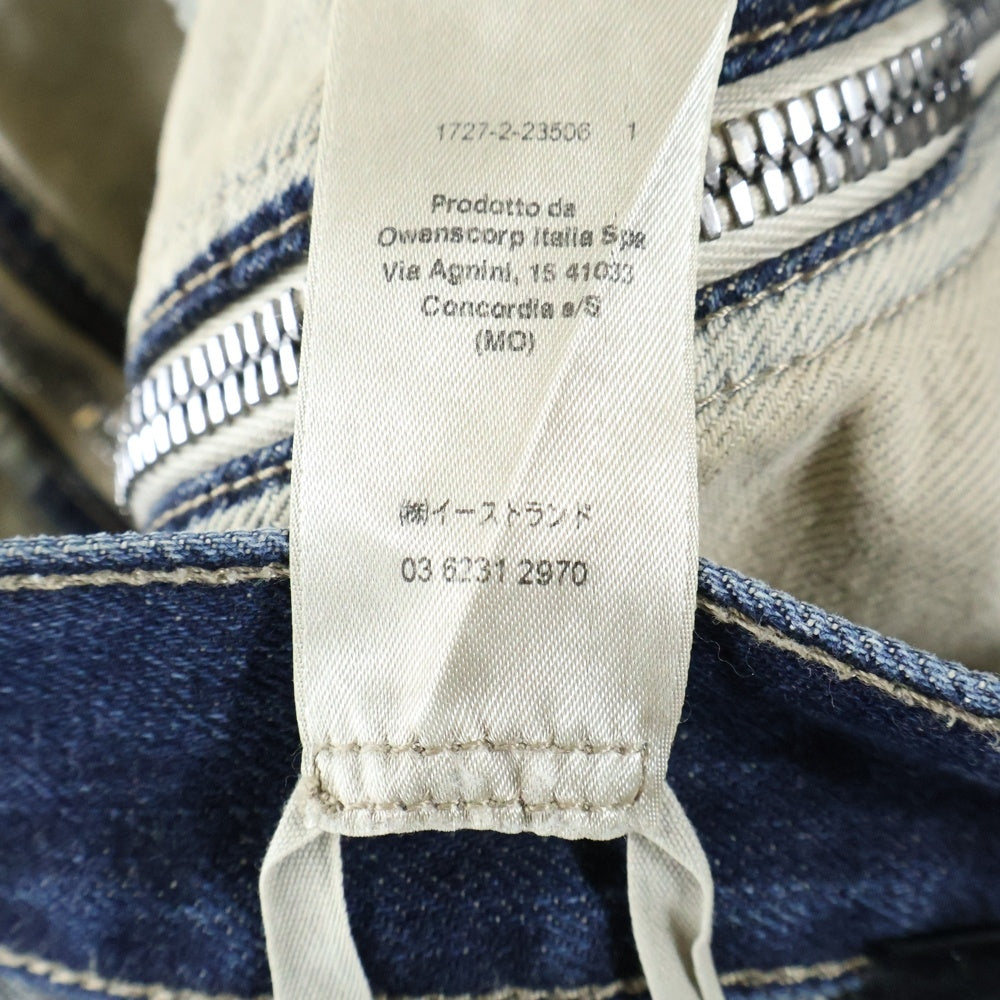 1727-2-23506 1
Prodotto da
Owenscorp Italia Spa
Via Agnini, 15 41033
Concordia s/S
(MO)
㈱イーストランド
03 6231 2970